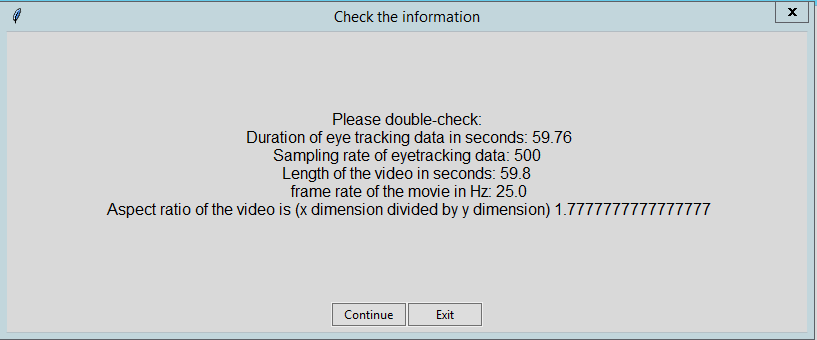 Check the information
x
Please double-check:
Duration of eye tracking data in seconds: 59.76
Sampling rate of eyetracking data: 500
Length of the video in seconds: 59.8
frame rate of the movie in Hz: 25.0
Aspect ratio of the video is (x dimension divided by y dimension) 1.7777777777777777
Continue Exit